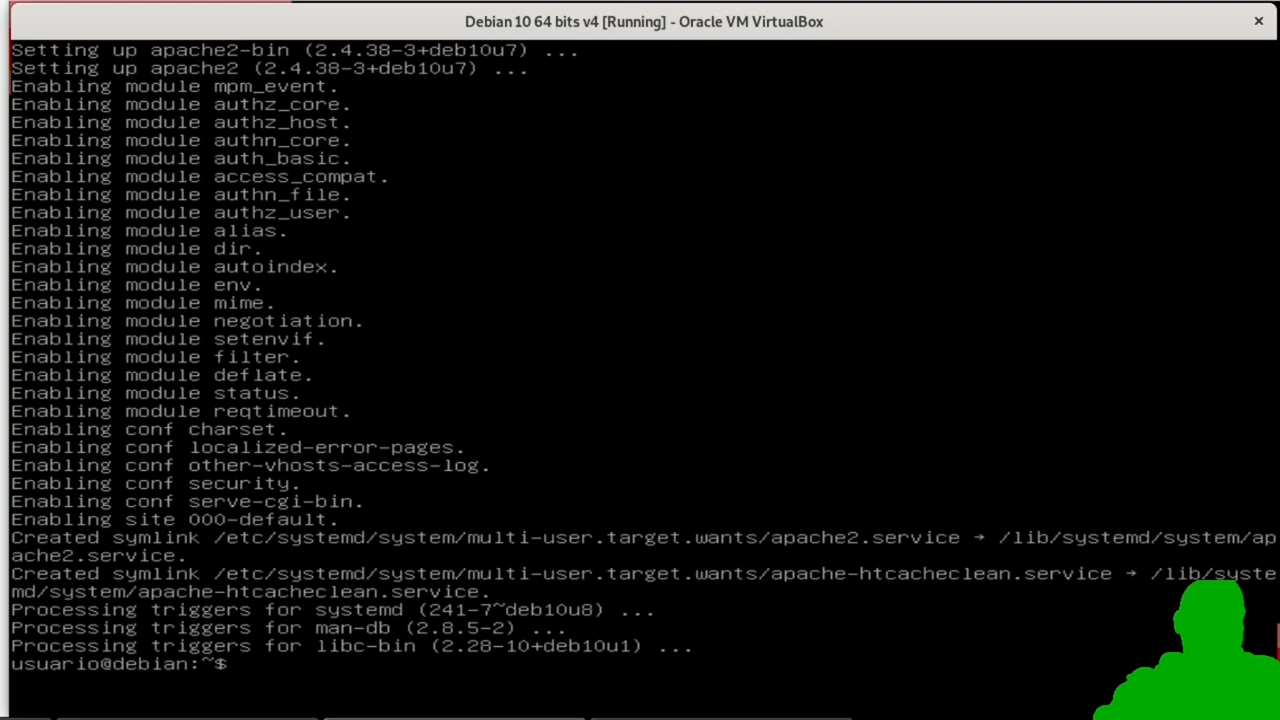 Debian 10 64 bits v4 [Running] - Oracle VM VirtualBox
×
Setting up apache2-bin (2.4.38-3+deb10u7) ...
Setting up apache2 (2.4.38-3+deb10u7) ...
Enabling module mpm_event.
Enabling module authz_core.
Enabling module authz_host.
Enabling module authn_core.
Enabling module auth_basic.
Enabling module access_compat.
Enabling module authn_file.
Enabling module authz_user.
Enabling module alias.
Enabling module dir.
Enabling module autoindex.
Enabling module env.
Enabling module mime.
Enabling module negotiation.
Enabling module setenvif.
Enabling module filter.
Enabling module deflate.
Enabling module status.
Enabling module reqtimeout.
Enabling conf charset.
Enabling conf localized-error-pages.
Enabling conf other-vhosts-access-log.
Enabling conf security.
Enabling conf serve-cgi-bin.
Enabling site 000-default.
Created symlink /etc/systemd/system/multi-user.target.wants/apache2.service → /lib/systemd/system/ap
ache2.service.
Created symlink /etc/systemd/system/multi-user.target.wants/apache-htcacheclean.service → /lib/syste
md/system/apache-htcacheclean.service.
Processing triggers for systemd (241-7~deb10u8) ...
Processing triggers for man-db (2.8.5-2) ...
Processing triggers for libc-bin (2.28-10+deb10u1) ...
usuario@debian:~$